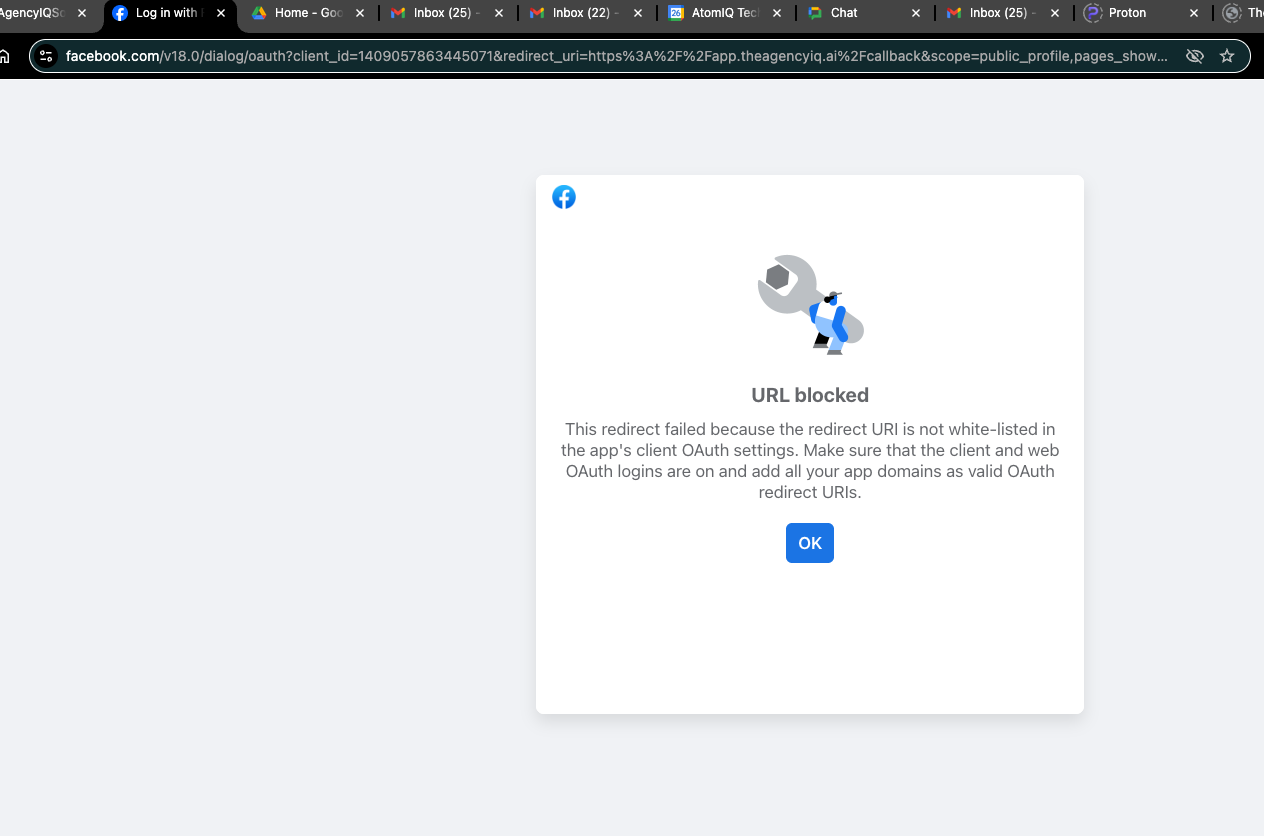 AgencyIQSo
Log in with F
Home - Goo
Inbox (25) -
Inbox (22) -
26
AtomIQ Tec
Chat
Inbox (25) -
Proton
The
facebook.com/v18.0/dialog/oauth?client_id=1409057863445071&redirect_uri=https%3A%2F%2Fapp.theagencyiq.ai%2Fcallback&scope=public_profile,pages_show...
URL blocked
This redirect failed because the redirect URI is not white-listed in
the app's client OAuth settings. Make sure that the client and web
OAuth logins are on and add all your app domains as valid OAuth
redirect URIs.
OK